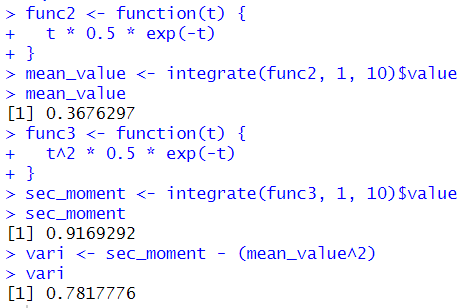 > func2 <- function(t) {
+   t * 0.5 * exp(-t)
+ }
> mean_value <- integrate(func2, 1, 10)$value
> mean_value
[1] 0.3676297
> func3 <- function(t) {
+   t^2 * 0.5 * exp(-t)
+ }
> sec_moment <- integrate(func3, 1, 10)$value
> sec_moment
[1] 0.9169292
> vari <- sec_moment - (mean_value^2)
> vari
[1] 0.7817776